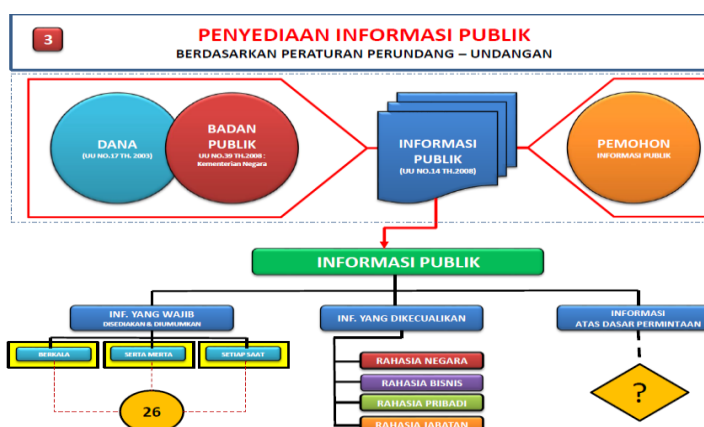 3
PENYEDIAAN INFORMASI PUBLIK
BERDASARKAN PERATURAN PERUNDANG – UNDANGAN
DANA
(UU NO.17 TH. 2003)
BADAN
PUBLIK
UU NO.39 TH.2008 :
Kementerian Negara
INFORMASI
PUBLIK
(UU NO.14 TH.2008)
PEMOHON
INFORMASI PUBLIK
INFORMASI PUBLIK
INF. YANG WAJIB
DISEDIAKAN & DIUMUMKAN
INF. YANG DIKECUALIKAN
INFORMASI
ATAS DASAR PERMINTAAN
BERKALA
SERTA MERTA
SETIAP SAAT
RAHASIA NEGARA
RAHASIA BISNIS
RAHASIA PRIBADI
RAHASIA JABATAN
26
?